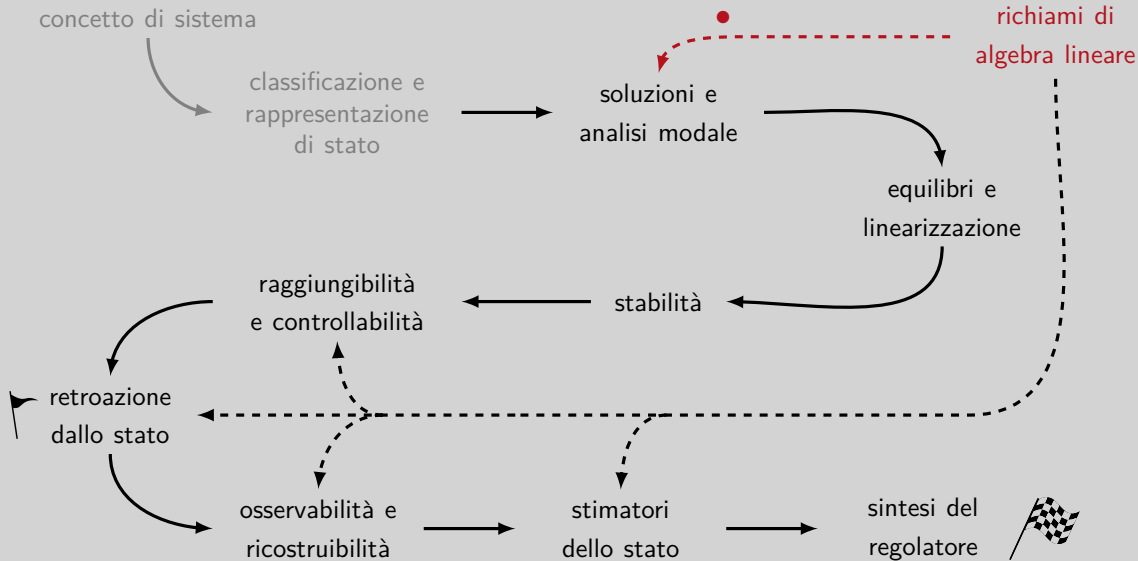 concetto di sistema
richiami di
algebra lineare
classificazione e
rappresentazione
di stato
soluzioni e
analisi modale
equilibri e
linearizzazione
stabilità
raggiungibilità
e controllabilità
retroazione
dallo stato
osservabilità e
ricostruibilità
stimatori
dello stato
sintesi del
regolatore